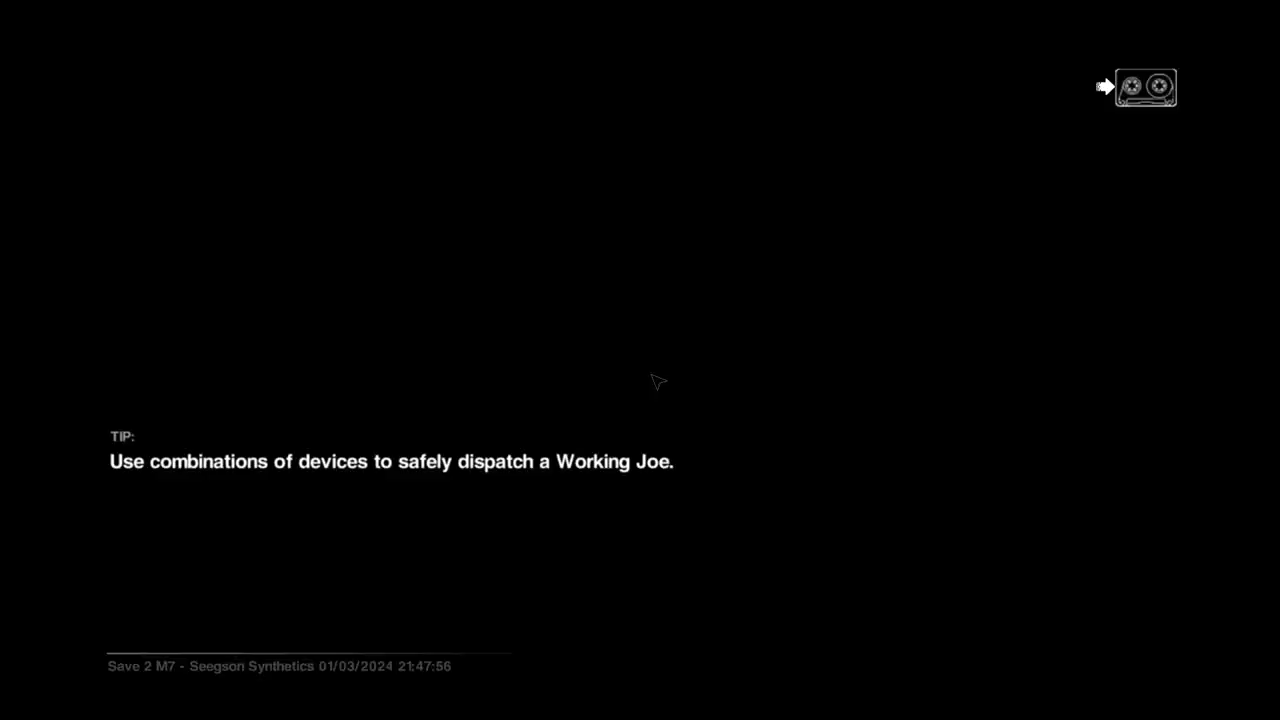 TIP:
Use combinations of devices to safely dispatch a Working Joe.
Save 2 M7 - Seegson Synthetics 01/03/2024 21:47:56